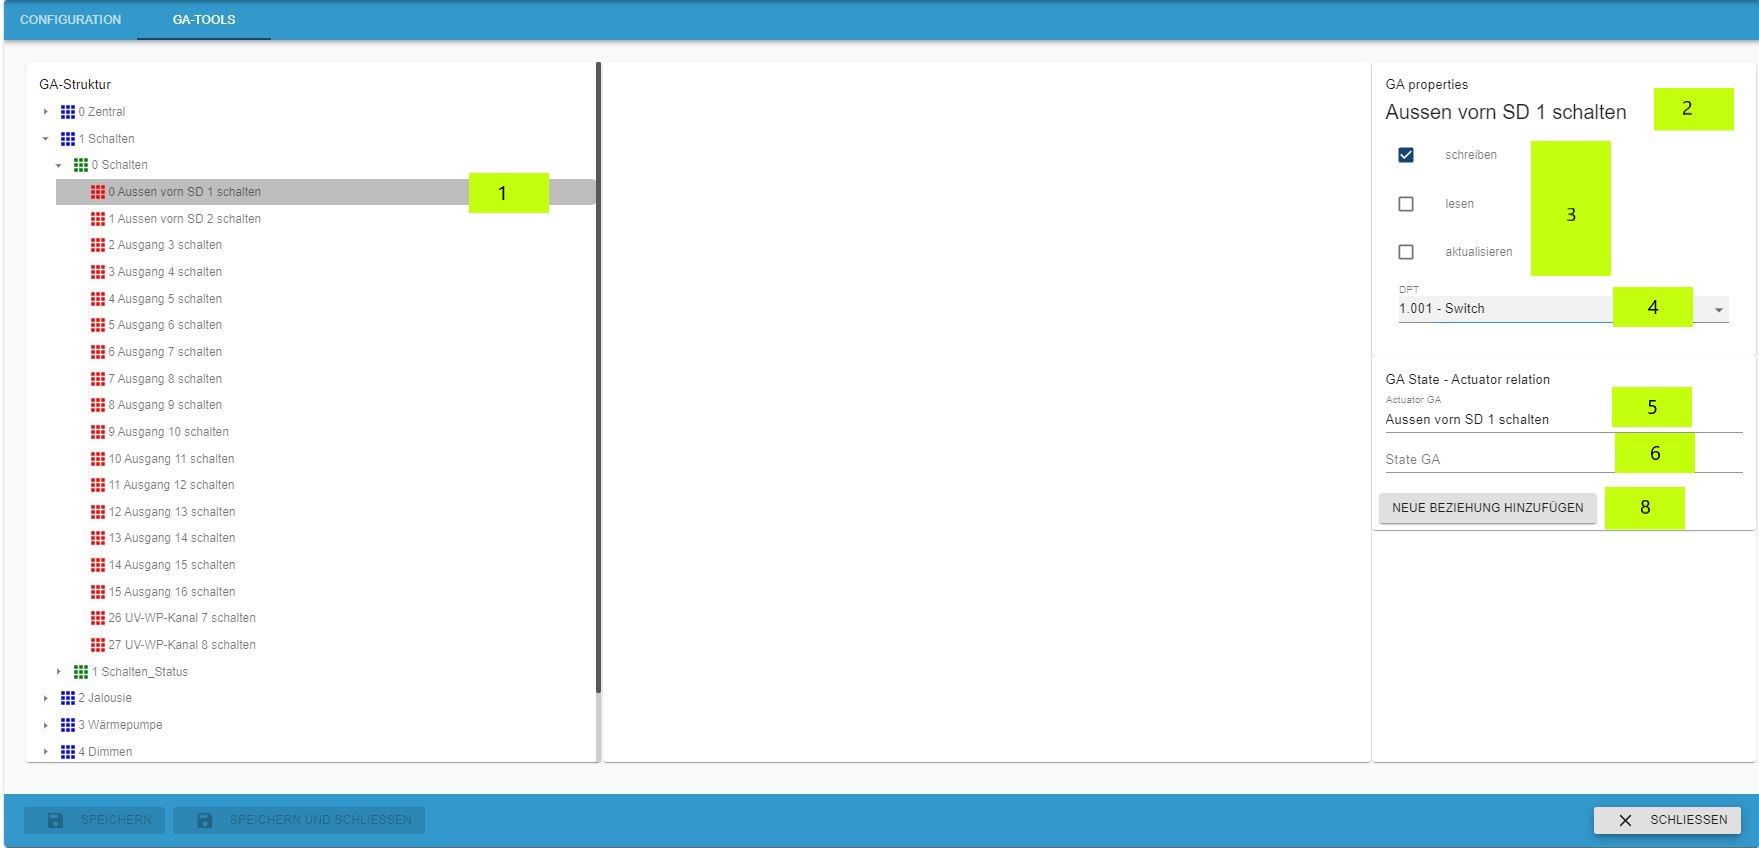 CONFIGURATION GA-TOOLS
GA-Struktur
0 Zentral
1 Schalten
0 Schalten
0 Aussen vorn SD 1 schalten 1
1 Aussen vorn SD 2 schalten
2 Ausgang 3 schalten
3 Ausgang 4 schalten
4 Ausgang 5 schalten
5 Ausgang 6 schalten
6 Ausgang 7 schalten
7 Ausgang 8 schalten
8 Ausgang 9 schalten
9 Ausgang 10 schalten
10 Ausgang 11 schalten
11 Ausgang 12 schalten
12 Ausgang 13 schalten
13 Ausgang 14 schalten
14 Ausgang 15 schalten
15 Ausgang 16 schalten
26 UV-WP-Kanal 7 schalten
27 UV-WP-Kanal 8 schalten
1 Schalten_Status
2 Jalousie
3 Wärmepumpe
4 Dimmen
GA properties
Aussen vorn SD 1 schalten 2
schreiben
lesen 3
aktualisieren
DPT
1.001 - Switch 4
GA State - Actuator relation
Actuator GA
Aussen vorn SD 1 schalten 5
State GA 6
NEUE BEZIEHUNG HINZUFÜGEN 8
SPEICHERN SPEICHERN UND SCHLIESSEN SCHLIESSEN